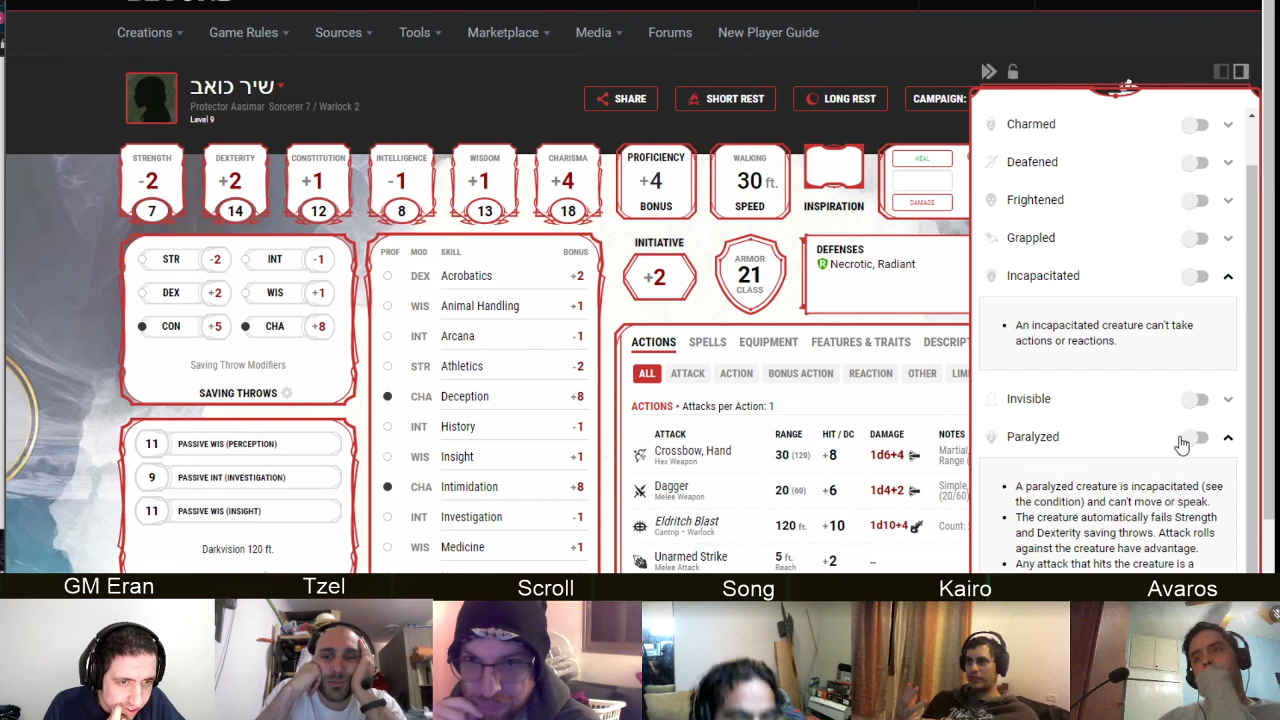 BEYOND
Creations
Game Rules
Sources
Tools
Marketplace
Media
Forums
New Player Guide
שיר כואב
Protector Aasimar Sorcerer 7 / Warlock 2
Level 9
SHARE
SHORT REST
LONG REST
CAMPAIGN:
STRENGTH
-2
7
DEXTERITY
+2
14
CONSTITUTION
+1
12
INTELLIGENCE
-1
8
WISDOM
+1
13
CHARISMA
+4
18
PROFICIENCY
+4
BONUS
WALKING
30 ft.
SPEED
INSPIRATION
HEAL
DAMAGE
STR -2
INT -1
DEX +2
WIS +1
CON +5
CHA +8
Saving Throw Modifiers
SAVING THROWS
11 PASSIVE WIS (PERCEPTION)
9 PASSIVE INT (INVESTIGATION)
11 PASSIVE WIS (INSIGHT)
Darkvision 120 ft.
PROF MOD SKILL BONUS
DEX Acrobatics +2
WIS Animal Handling +1
INT Arcana -1
STR Athletics -2
CHA Deception +8
INT History -1
WIS Insight +1
CHA Intimidation +8
INT Investigation -1
WIS Medicine +1
INITIATIVE
+2
ARMOR
21
CLASS
DEFENSES
R Necrotic, Radiant
ACTIONS SPELLS EQUIPMENT FEATURES & TRAITS DESCRIP
ALL ATTACK ACTION BONUS ACTION REACTION OTHER LIM
ACTIONS • Attacks per Action: 1
ATTACK RANGE HIT / DC DAMAGE NOTES
Crossbow, Hand 30 (120) +8 1d6+4 Martial,
Hex Weapon Range (
Dagger 20 (60) +6 1d4+2 Simple,
Melee Weapon (20/60)
Eldritch Blast 120 ft. +10 1d10+4 Count:
Cantrip • Warlock
Unarmed Strike 5 ft. +2 --
Melee Attack Reach
Charmed
Deafened
Frightened
Grappled
Incapacitated
• An incapacitated creature can't take
actions or reactions.
Invisible
Paralyzed
• A paralyzed creature is incapacitated (see
the condition) and can't move or speak.
• The creature automatically fails Strength
and Dexterity saving throws. Attack rolls
against the creature have advantage.
• Any attack that hits the creature is a
GM Eran
Tzel
Scroll
Song
Kairo
Avaros